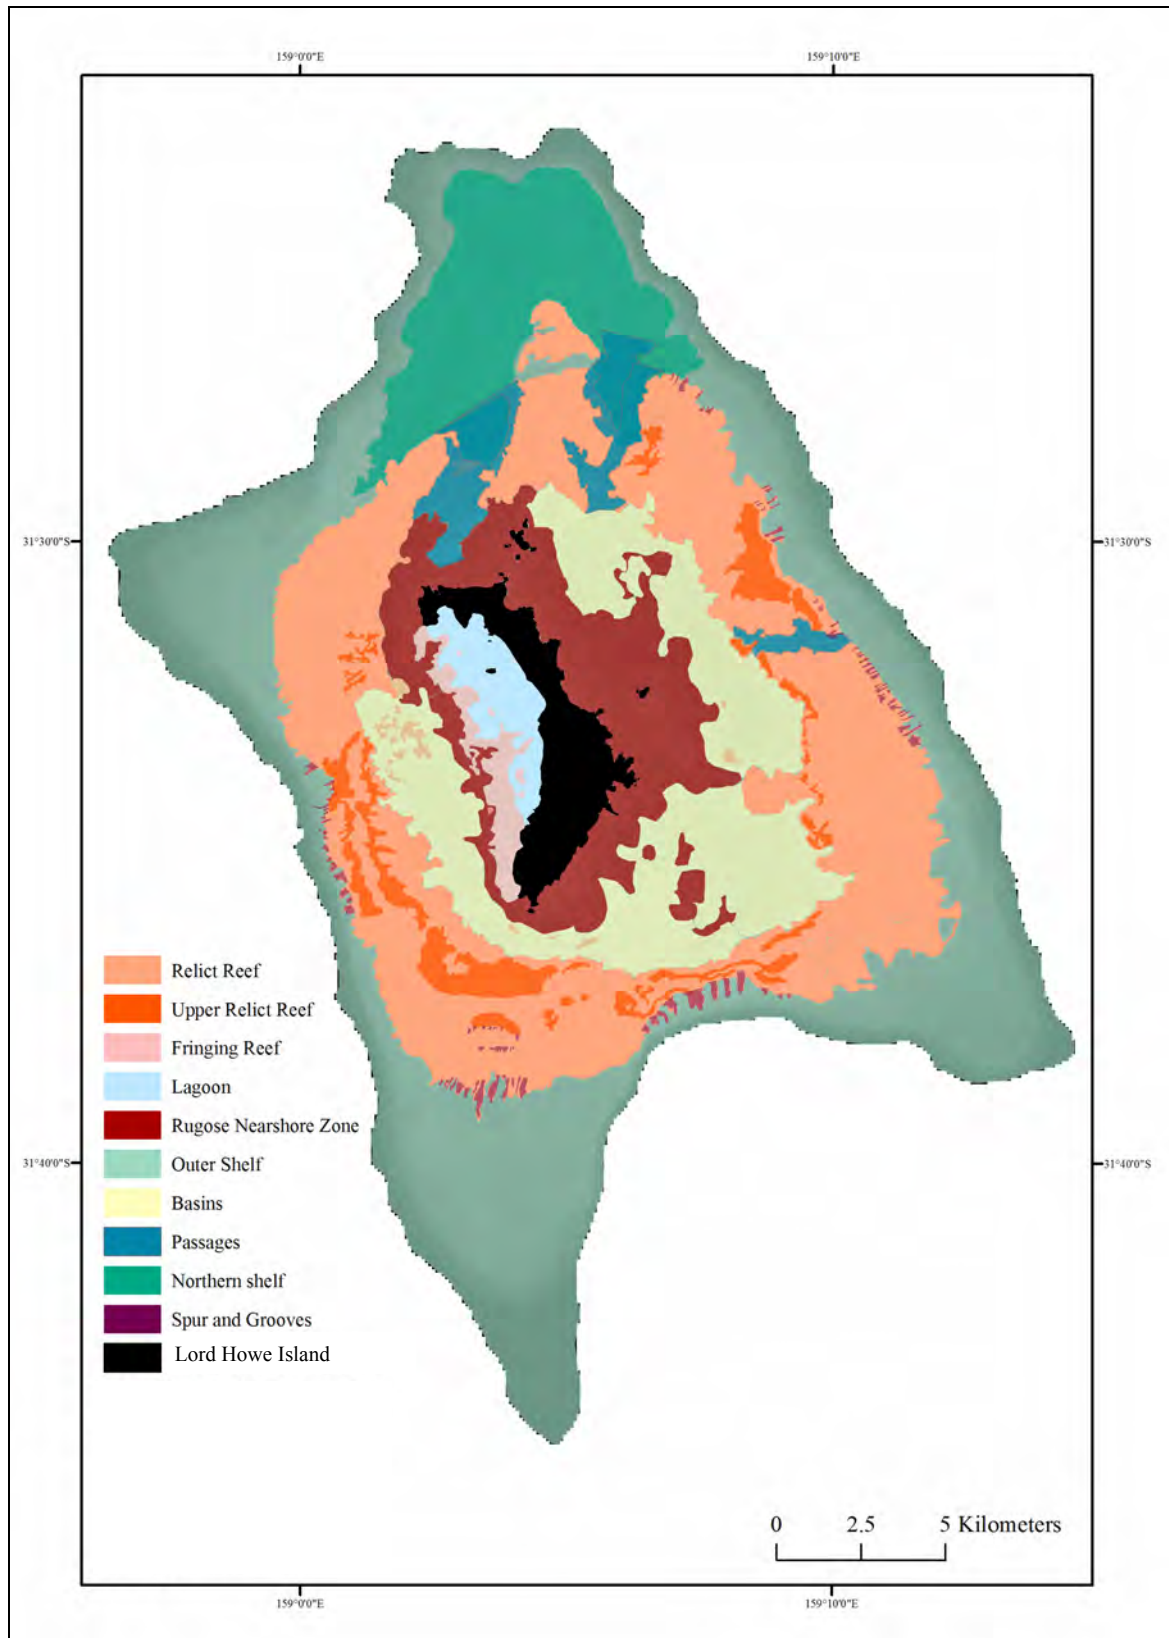 159°0'0"E 159°10'0"E
31°30'0"S 31°30'0"S
31°40'0"S 31°40'0"S
Relict Reef
Upper Relict Reef
Fringing Reef
Lagoon
Rugose Nearshore Zone
Outer Shelf
Basins
Passages
Northern shelf
Spur and Grooves
Lord Howe Island
0 2.5 5 Kilometers
159°0'0"E 159°10'0"E